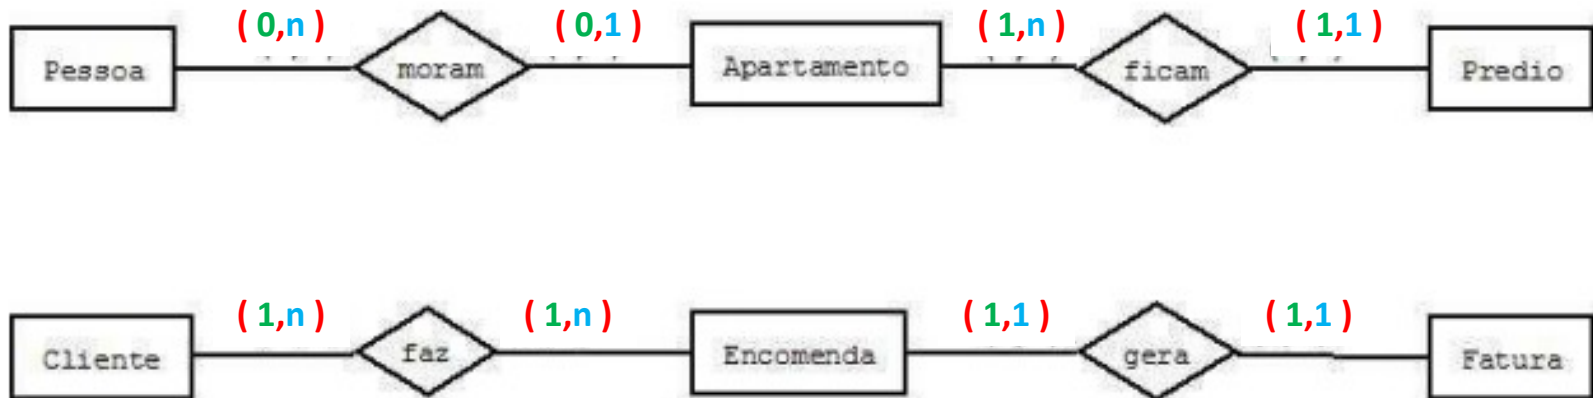 ( 0,n ) ( 0,1 ) ( 1,n ) ( 1,1 )
Pessoa moram Apartamento ficam Predio
( 1,n ) ( 1,n ) ( 1,1 ) ( 1,1 )
Cliente faz Encomenda gera Fatura